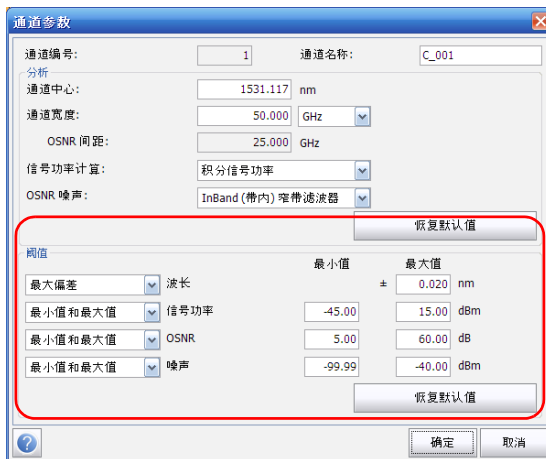 通道参数
通道编号: 1 通道名称: C_001
分析
通道中心: 1531.117 nm
通道宽度: 50.000 GHz
OSNR 间距: 25.000 GHz
信号功率计算: 积分信号功率
OSNR 噪声: InBand (带内) 窄带滤波器
恢复默认值
阈值
最小值 最大值
最大偏差 波长 ± 0.020 nm
最小值和最大值 信号功率 -45.00 15.00 dBm
最小值和最大值 OSNR 5.00 60.00 dB
最小值和最大值 噪声 -99.99 -40.00 dBm
恢复默认值
? 确定 取消